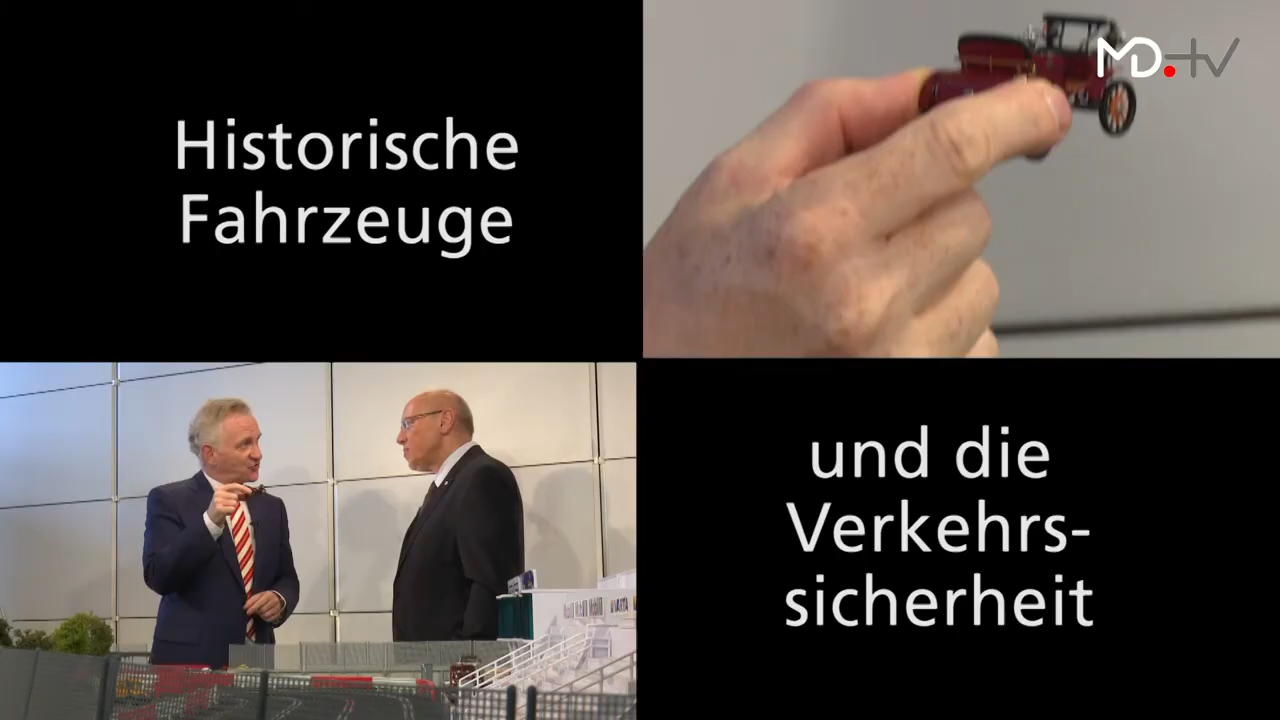 Historische
Fahrzeuge
MD.tv
und die
Verkehrs-
sicherheit